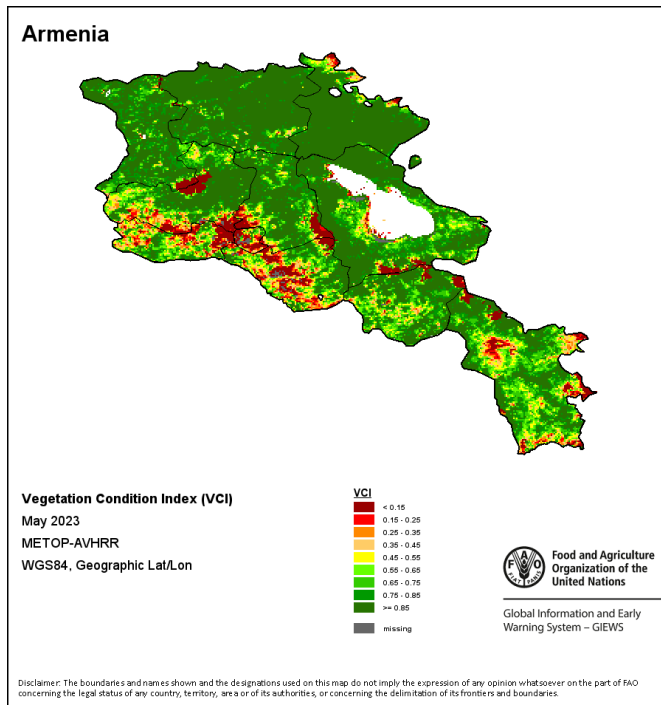 Armenia
Vegetation Condition Index (VCI)
May 2023
METOP-AVHRR
WGS84, Geographic Lat/Lon
VCI
< 0.15
0.15 - 0.25
0.25 - 0.35
0.35 - 0.45
0.45 - 0.55
0.55 - 0.65
0.65 - 0.75
0.75 - 0.85
>= 0.85
missing
F A O
FIAT PANIS
Food and Agriculture
Organization of the
United Nations
Global Information and Early
Warning System – GIEWS
Disclaimer: The boundaries and names shown and the designations used on this map do not imply the expression of any opinion whatsoever on the part of FAO
concerning the legal status of any country, territory, area or of its authorities, or concerning the delimitation of its frontiers and boundaries.